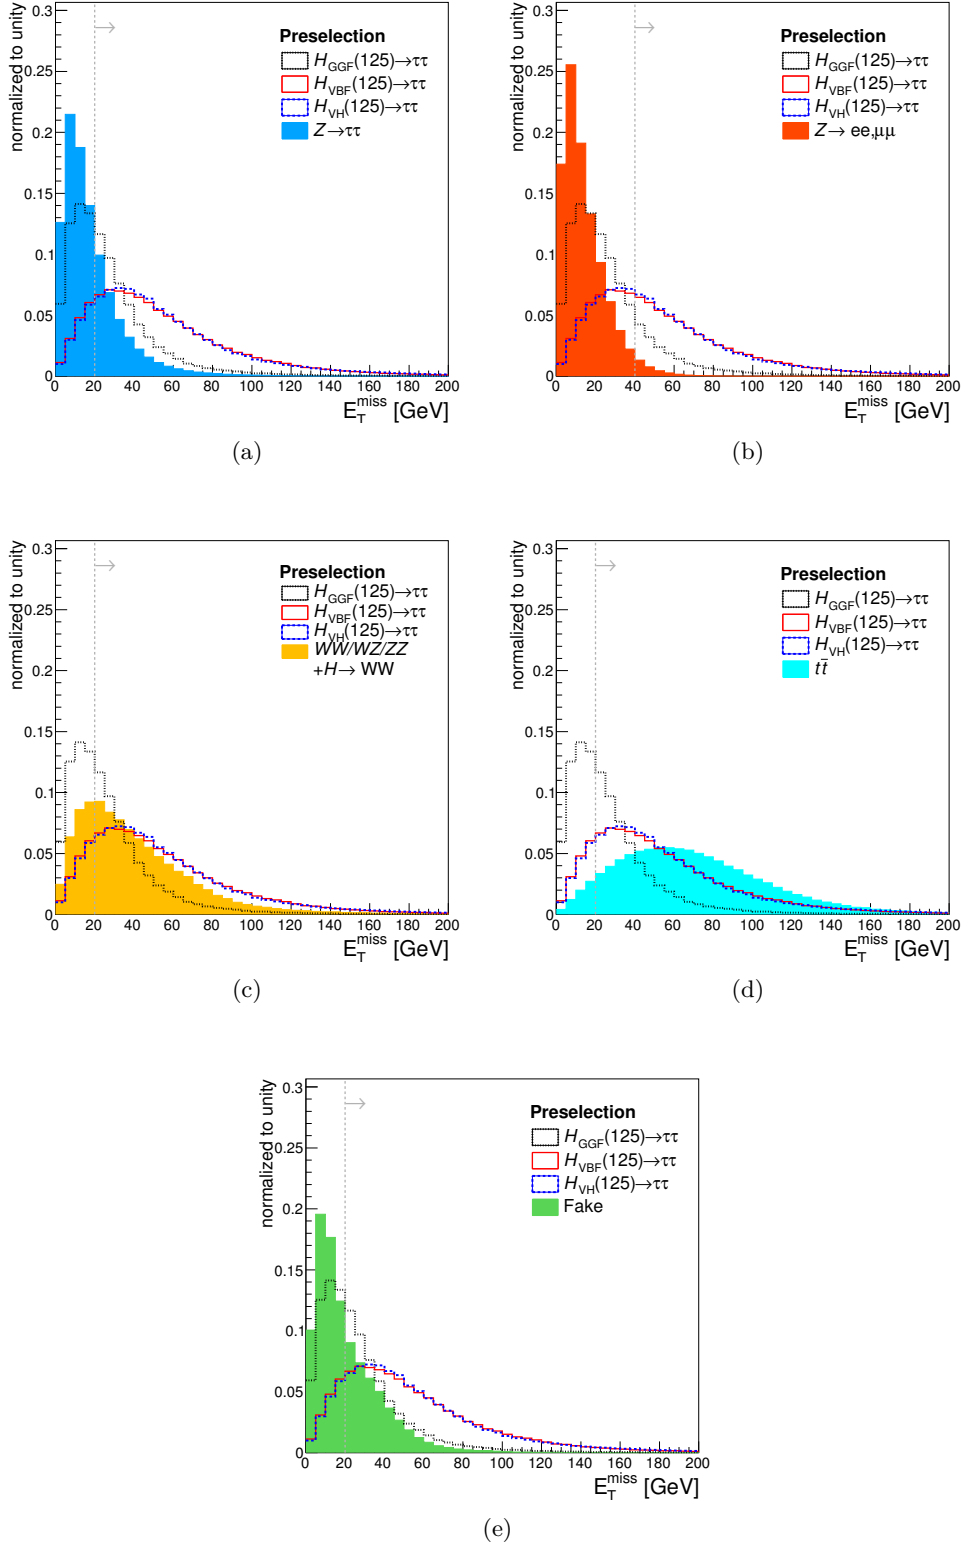 normalized to unity
0.3
0.25
0.2
0.15
0.1
0.05
0
Preselection
H_GGF(125)→ττ
H_VBF(125)→ττ
H_VH(125)→ττ
Z→ττ
0 20 40 60 80 100 120 140 160 180 200
E_T^miss [GeV]
(a)
normalized to unity
0.3
0.25
0.2
0.15
0.1
0.05
0
Preselection
H_GGF(125)→ττ
H_VBF(125)→ττ
H_VH(125)→ττ
Z→ ee,μμ
0 20 40 60 80 100 120 140 160 180 200
E_T^miss [GeV]
(b)
normalized to unity
0.3
0.25
0.2
0.15
0.1
0.05
0
Preselection
H_GGF(125)→ττ
H_VBF(125)→ττ
H_VH(125)→ττ
WW/WZ/ZZ
+H→ WW
0 20 40 60 80 100 120 140 160 180 200
E_T^miss [GeV]
(c)
normalized to unity
0.3
0.25
0.2
0.15
0.1
0.05
0
Preselection
H_GGF(125)→ττ
H_VBF(125)→ττ
H_VH(125)→ττ
tt̄
0 20 40 60 80 100 120 140 160 180 200
E_T^miss [GeV]
(d)
normalized to unity
0.3
0.25
0.2
0.15
0.1
0.05
0
Preselection
H_GGF(125)→ττ
H_VBF(125)→ττ
H_VH(125)→ττ
Fake
0 20 40 60 80 100 120 140 160 180 200
E_T^miss [GeV]
(e)